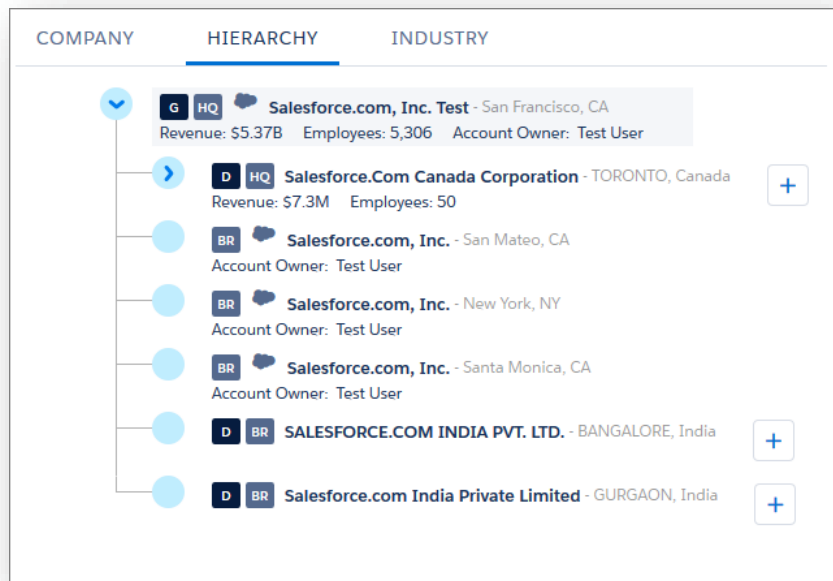 COMPANY HIERARCHY INDUSTRY
G HQ Salesforce.com, Inc. Test - San Francisco, CA
Revenue: $5.37B Employees: 5,306 Account Owner: Test User
D HQ Salesforce.Com Canada Corporation - TORONTO, Canada +
Revenue: $7.3M Employees: 50
BR Salesforce.com, Inc. - San Mateo, CA
Account Owner: Test User
BR Salesforce.com, Inc. - New York, NY
Account Owner: Test User
BR Salesforce.com, Inc. - Santa Monica, CA
Account Owner: Test User
D BR SALESFORCE.COM INDIA PVT. LTD. - BANGALORE, India +
D BR Salesforce.com India Private Limited - GURGAON, India +